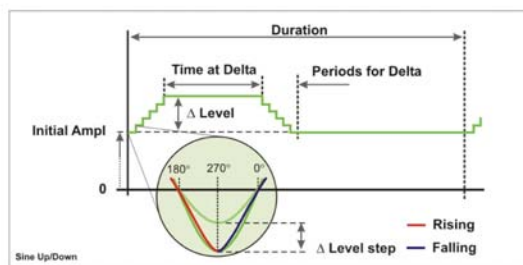 Duration
Time at Delta
Periods for Delta
Δ Level
Initial Ampl
0
180° 270° 0°
Δ Level step
Rising
Falling
Sine Up/Down